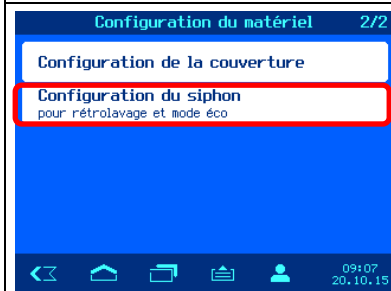 Configuration du matériel 2/2
Configuration de la couverture
Configuration du siphon
pour rétrolavage et mode éco
09:07
20.10.15